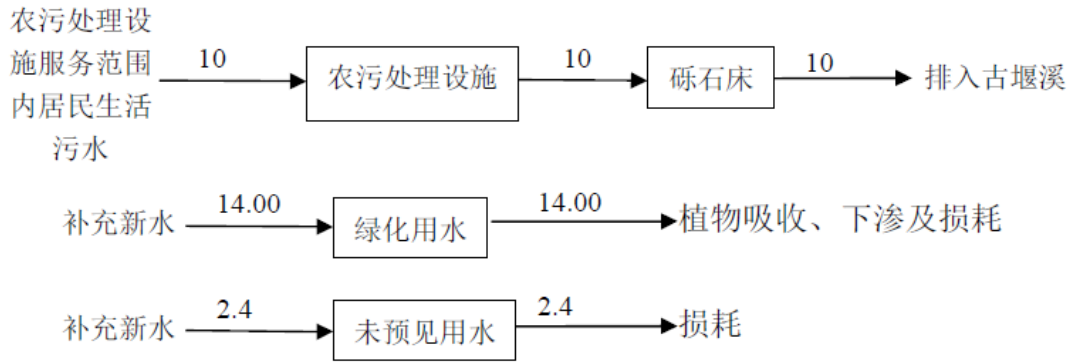 农污处理设
施服务范围
内居民生活
污水
10
农污处理设施
10
砾石床
10
排入古堰溪
补充新水
14.00
绿化用水
14.00
植物吸收、下渗及损耗
补充新水
2.4
未预见用水
2.4
损耗